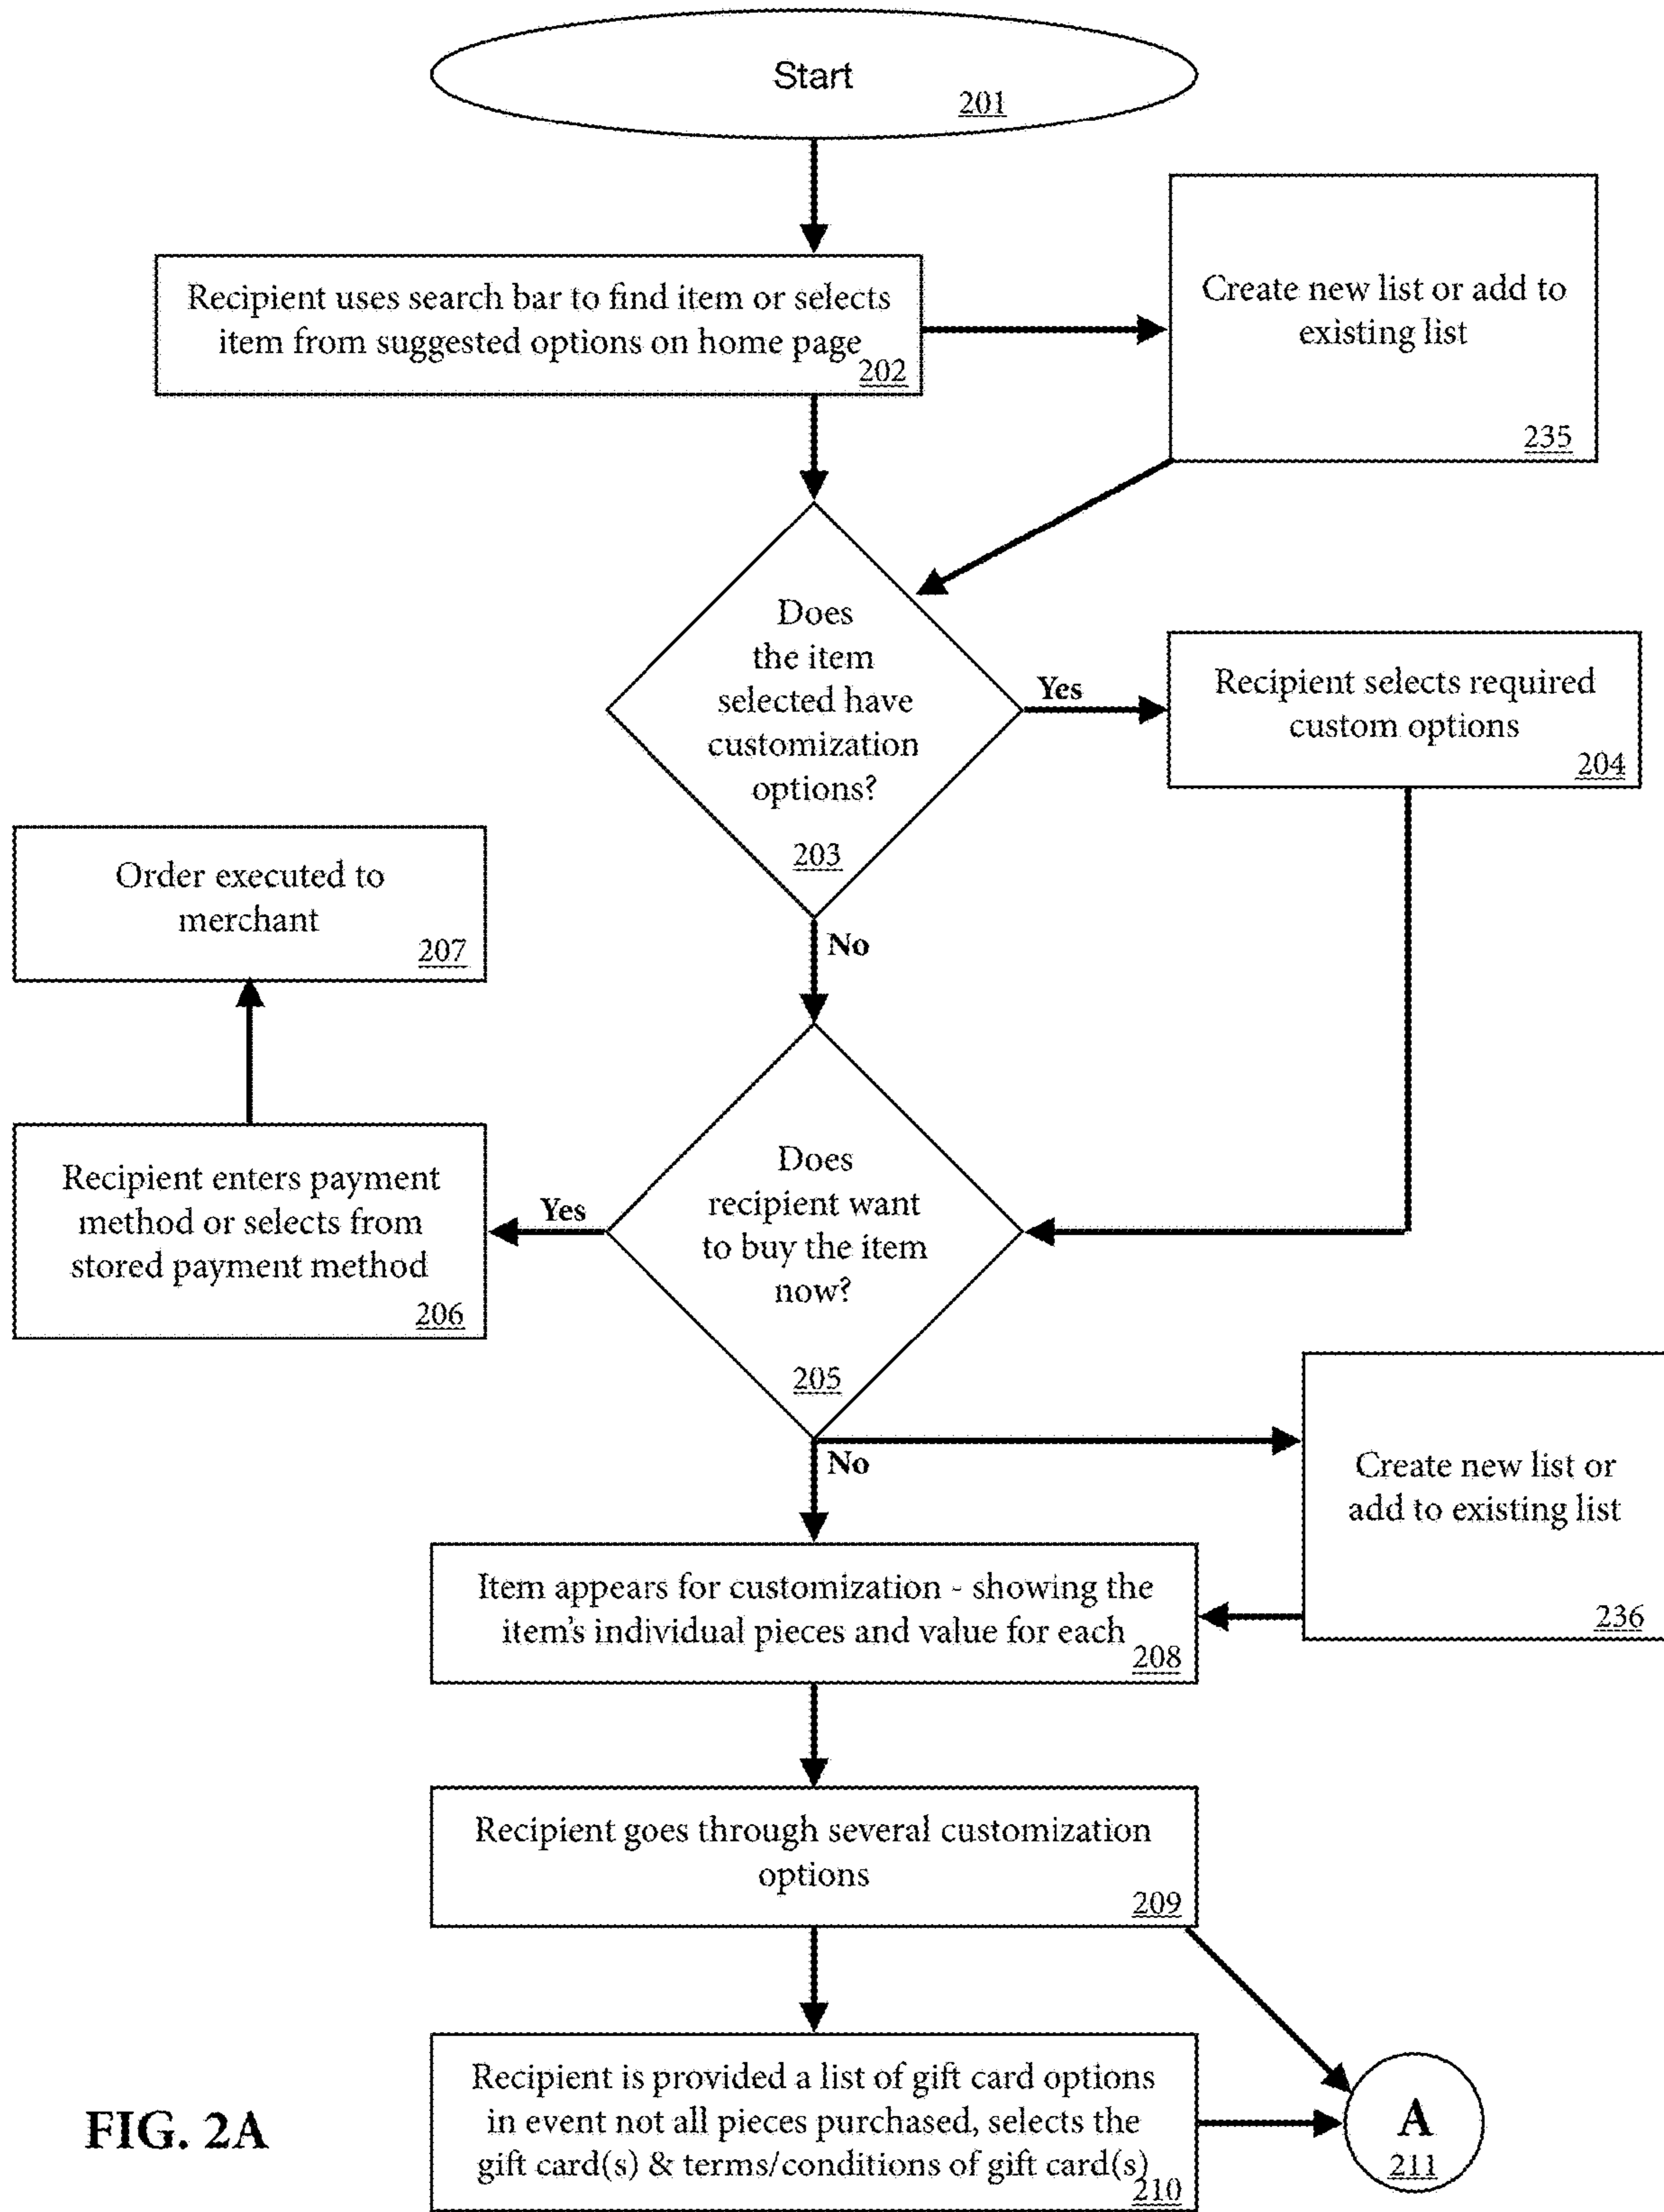 Start
201
Recipient uses search bar to find item or selects
item from suggested options on home page
202
Create new list or add to
existing list
235
Does
the item
selected have
customization
options?
203
Yes
Recipient selects required
custom options
204
No
Order executed to
merchant
207
Does
recipient want
to buy the item
now?
205
Yes
Recipient enters payment
method or selects from
stored payment method
206
No
Create new list or
add to existing list
236
Item appears for customization - showing the
item's individual pieces and value for each
208
Recipient goes through several customization
options
209
Recipient is provided a list of gift card options
in event not all pieces purchased, selects the
gift card(s) & terms/conditions of gift card(s)
210
A
211
FIG. 2A